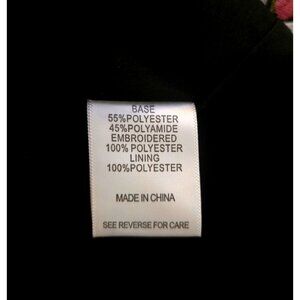 BASE
55%POLYESTER
45%POLYAMIDE
EMBROIDERED
100% POLYESTER
LINING
100%POLYESTER
MADE IN CHINA
SEE REVERSE FOR CARE